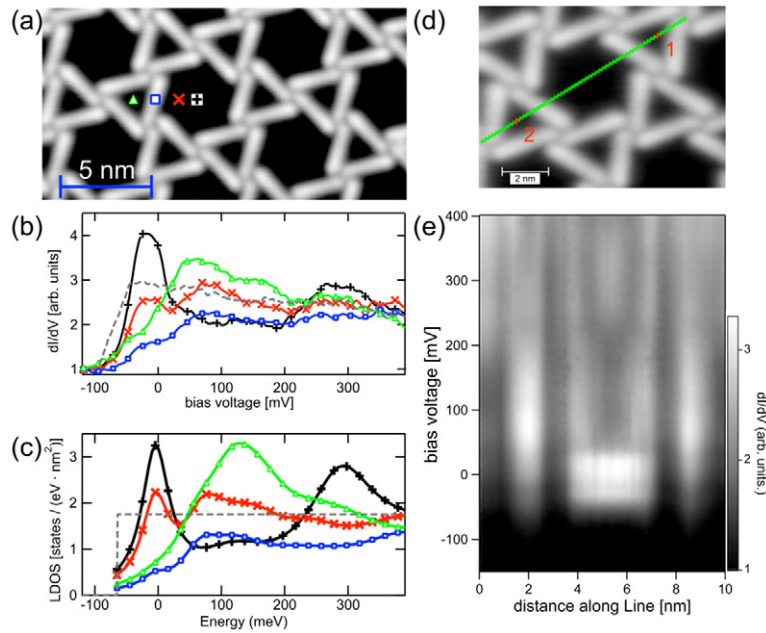 (a)
5 nm
(b)
4
3
2
1
dI/dV [arb. units]
-100 0 100 200 300
bias voltage [mV]
(c)
3
2
1
0
LDOS [states / (eV · nm²)]
-100 0 100 200 300
Energy (meV)
(d)
1
2
2 nm
(e)
400
300
200
100
0
-100
bias voltage [mV]
0 2 4 6 8 10
distance along Line [nm]
3
2
1
dI/dV (arb. units.)